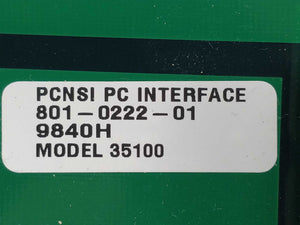 PCNSI PC INTERFACE
801-0222-01
9840H
MODEL 35100